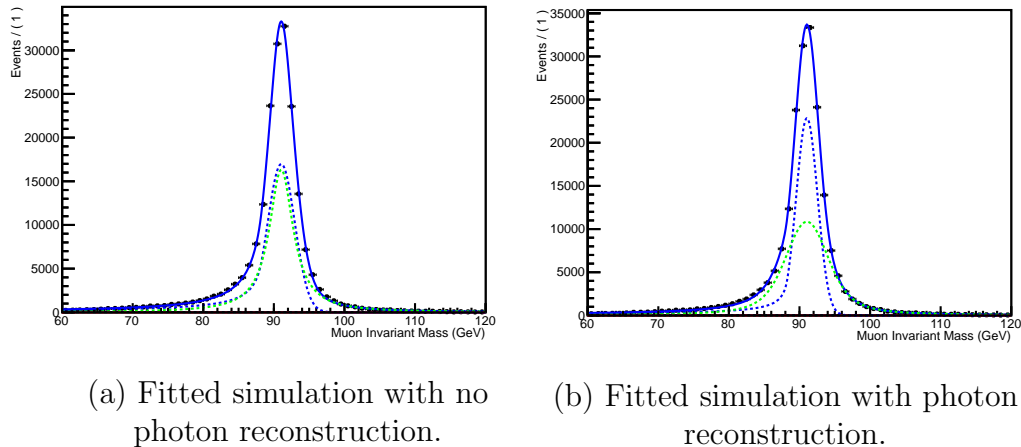 Events / ( 1 )
30000
25000
20000
15000
10000
5000
0
60 70 80 90 100 110 120
Muon Invariant Mass (GeV)
(a) Fitted simulation with no
photon reconstruction.
Events / ( 1 )
35000
30000
25000
20000
15000
10000
5000
0
60 70 80 90 100 110 120
Muon Invariant Mass (GeV)
(b) Fitted simulation with photon
reconstruction.